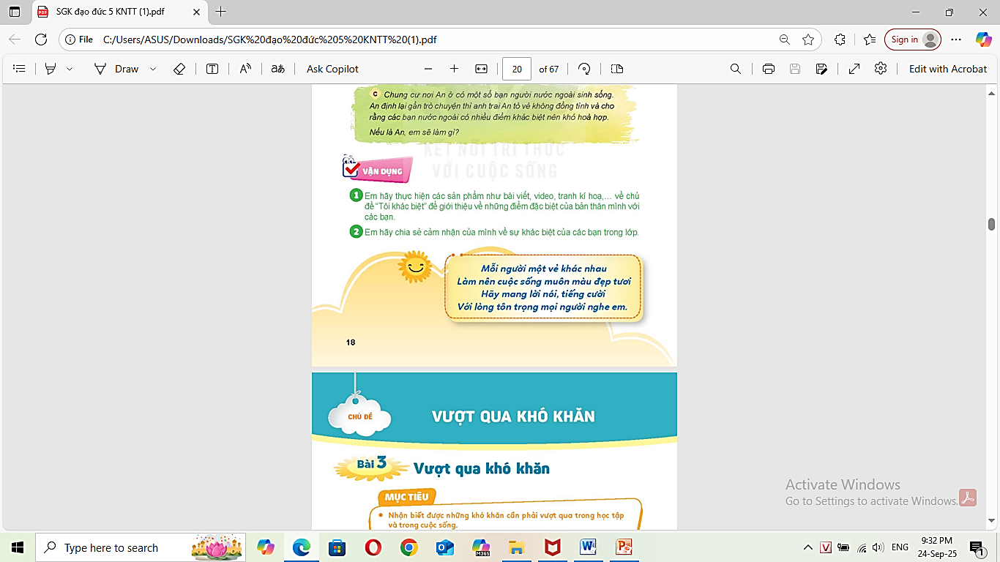 SGK đạo đức 5 KNTT (1).pdf
File C:/Users/ASUS/Downloads/SGK%20đạo%20đức%205%20KNTT%20(1).pdf
Sign in
Draw
Ask Copilot
20 of 67
Edit with Acrobat
C Chung cư nơi An ở có một số bạn người nước ngoài sinh sống.
An định lại gần trò chuyện thì anh trai An tỏ vẻ không đồng tình và cho
rằng các bạn nước ngoài có nhiều điểm khác biệt nên khó hoà hợp.
Nếu là An, em sẽ làm gì?
KẾT NỐI TRI THỨC
VỚI CUỘC SỐNG
VẬN DỤNG
1 Em hãy thực hiện các sản phẩm như bài viết, video, tranh kí hoạ,... về chủ
đề “Tôi khác biệt” để giới thiệu về những điểm đặc biệt của bản thân mình với
các bạn.
2 Em hãy chia sẻ cảm nhận của mình về sự khác biệt của các bạn trong lớp.
Mỗi người một vẻ khác nhau
Làm nên cuộc sống muôn màu đẹp tươi
Hãy mang lời nói, tiếng cười
Với lòng tôn trọng mọi người nghe em.
18
CHỦ ĐỀ
VƯỢT QUA KHÓ KHĂN
Bài 3 Vượt qua khó khăn
MỤC TIÊU
• Nhận biết được những khó khăn cần phải vượt qua trong học tập
và trong cuộc sống.
Activate Windows
Go to Settings to activate Windows.
Type here to search
M365
ENG
9:32 PM
24-Sep-25
1